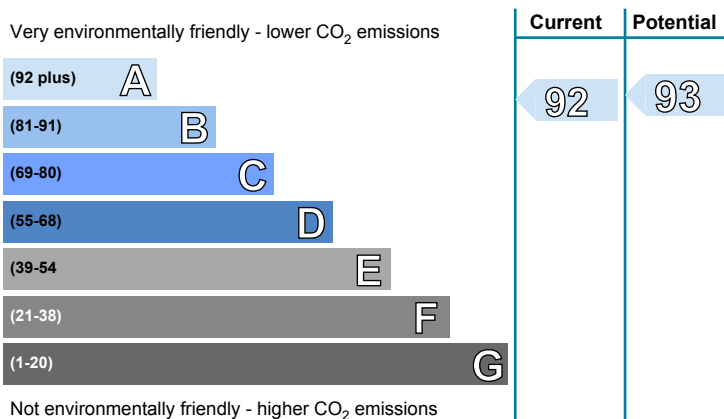 Current Potential
Very environmentally friendly - lower CO2 emissions
(92 plus) A 92 93
(81-91) B
(69-80) C
(55-68) D
(39-54 E
(21-38) F
(1-20) G
Not environmentally friendly - higher CO2 emissions